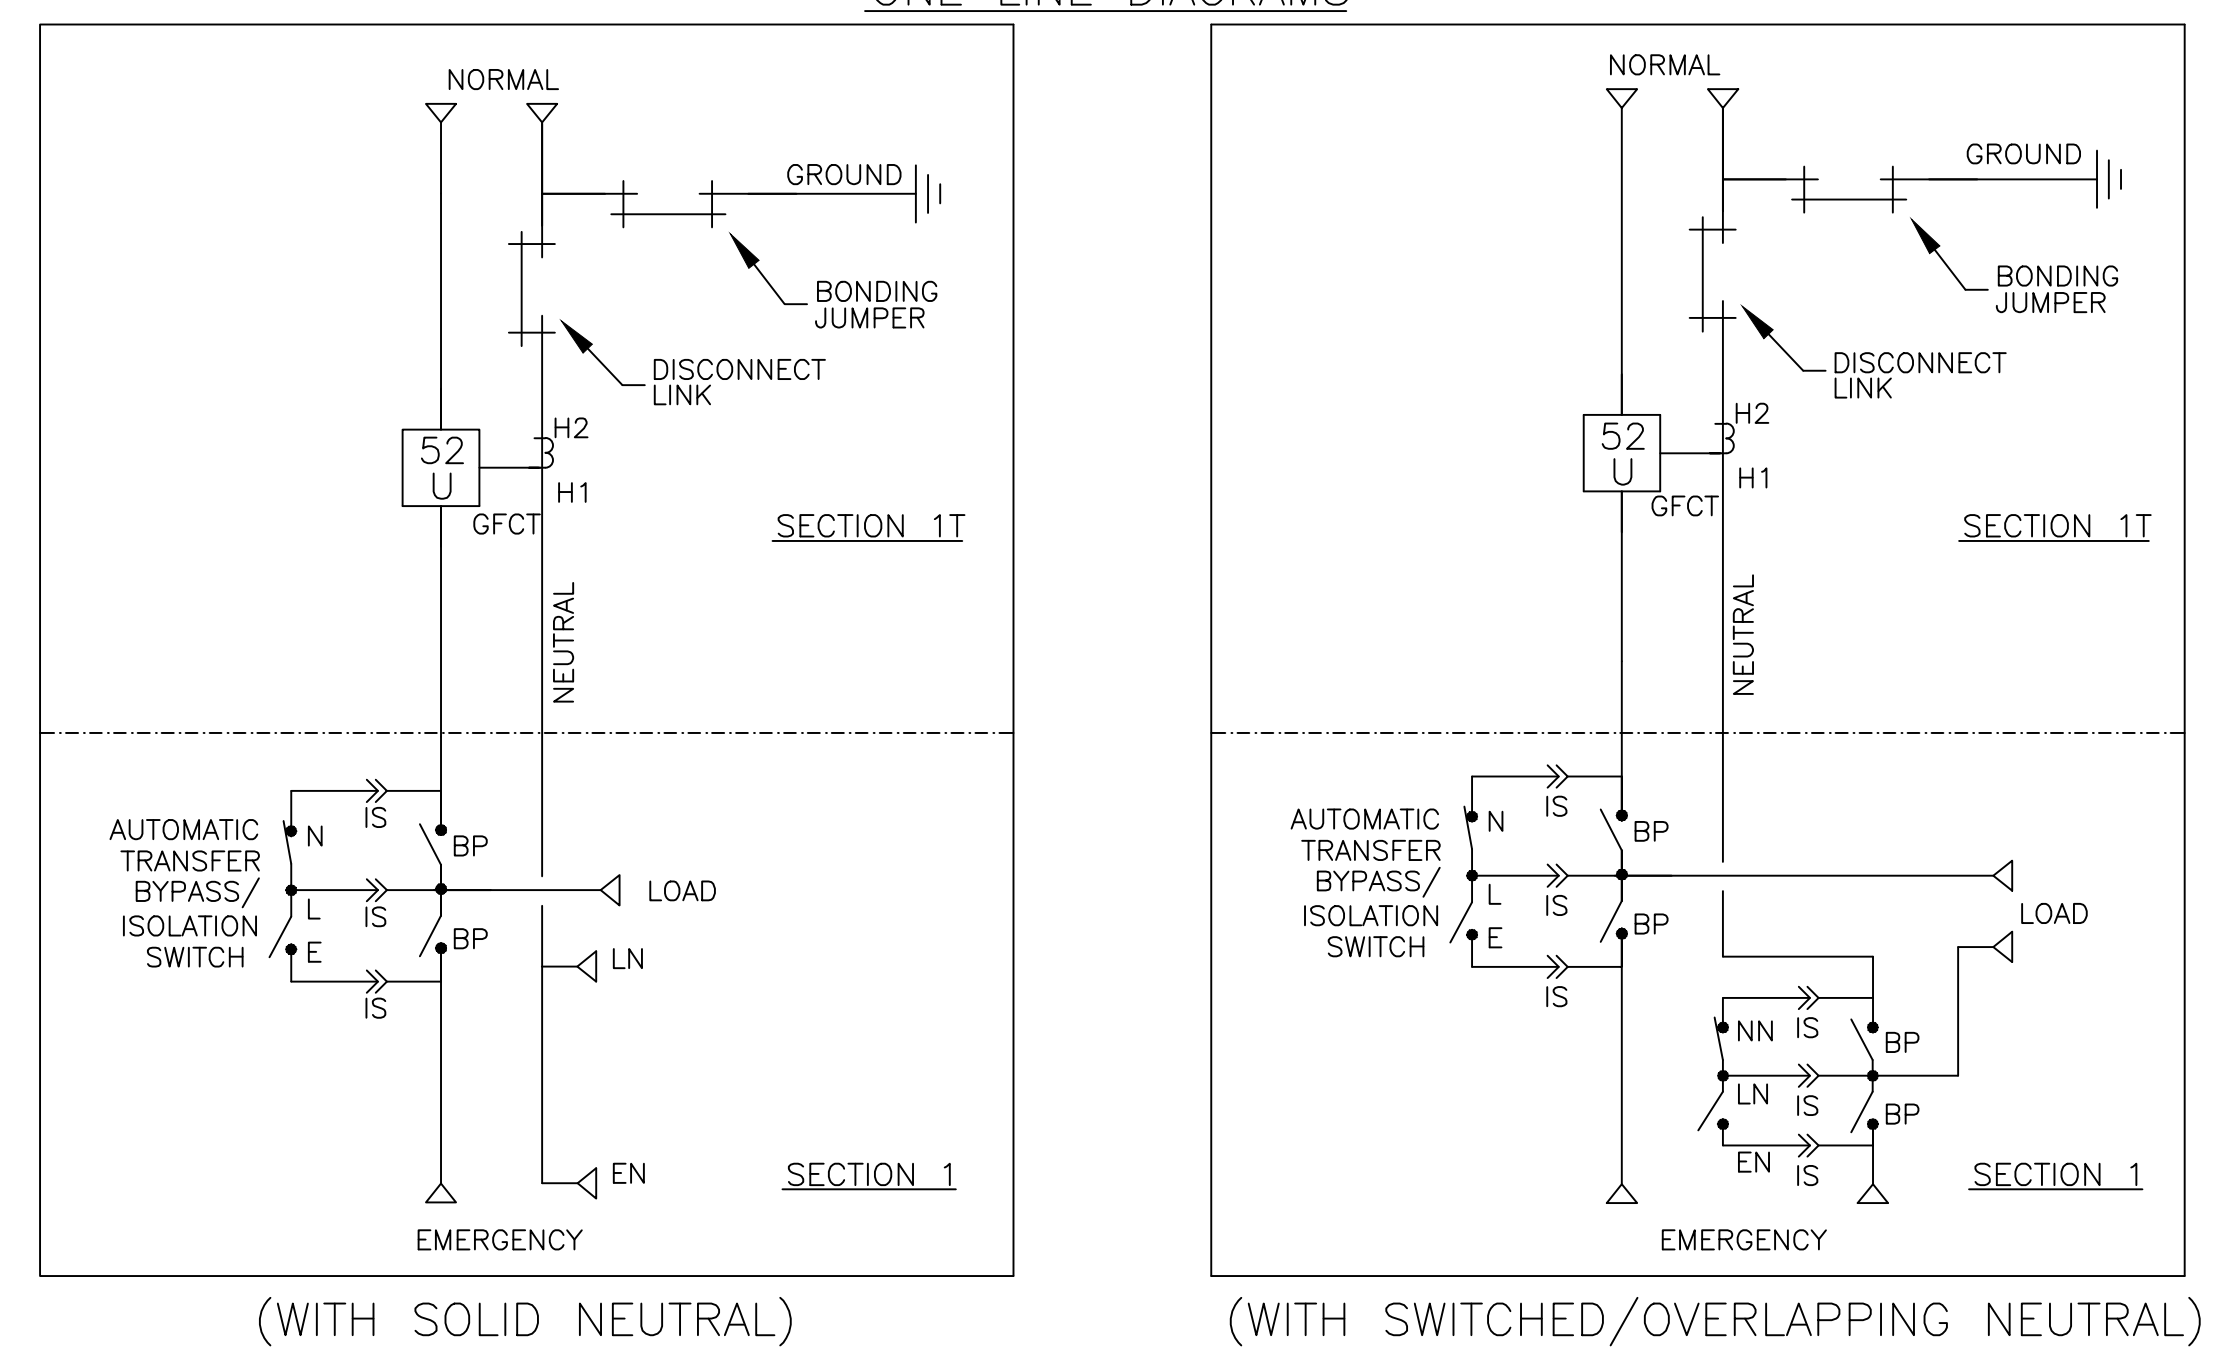 ONE LINE DIAGRAMS
NORMAL
GROUND
BONDING
JUMPER
DISCONNECT
LINK
52
U
H2
H1
GFCT
SECTION 1T
NEUTRAL
AUTOMATIC
TRANSFER
BYPASS/
ISOLATION
SWITCH
N
L
E
IS
IS
IS
BP
BP
LOAD
LN
EN
SECTION 1
EMERGENCY
(WITH SOLID NEUTRAL)
NORMAL
GROUND
BONDING
JUMPER
DISCONNECT
LINK
52
U
H2
H1
GFCT
SECTION 1T
NEUTRAL
AUTOMATIC
TRANSFER
BYPASS/
ISOLATION
SWITCH
N
L
E
IS
IS
IS
BP
BP
LOAD
NN
LN
EN
IS
IS
IS
BP
BP
SECTION 1
EMERGENCY
(WITH SWITCHED/OVERLAPPING NEUTRAL)